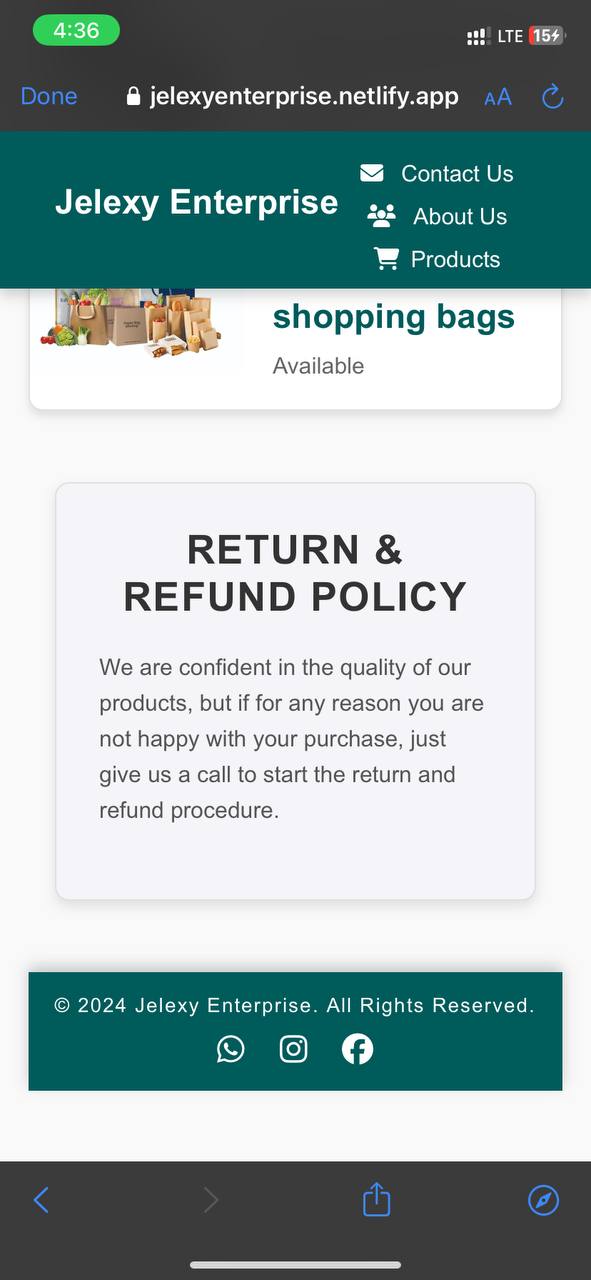 4:36
LTE 15
Done jelexyenterprise.netlify.app AA
Jelexy Enterprise
Contact Us
About Us
Products
shopping bags
Available
RETURN &
REFUND POLICY
We are confident in the quality of our
products, but if for any reason you are
not happy with your purchase, just
give us a call to start the return and
refund procedure.
© 2024 Jelexy Enterprise. All Rights Reserved.